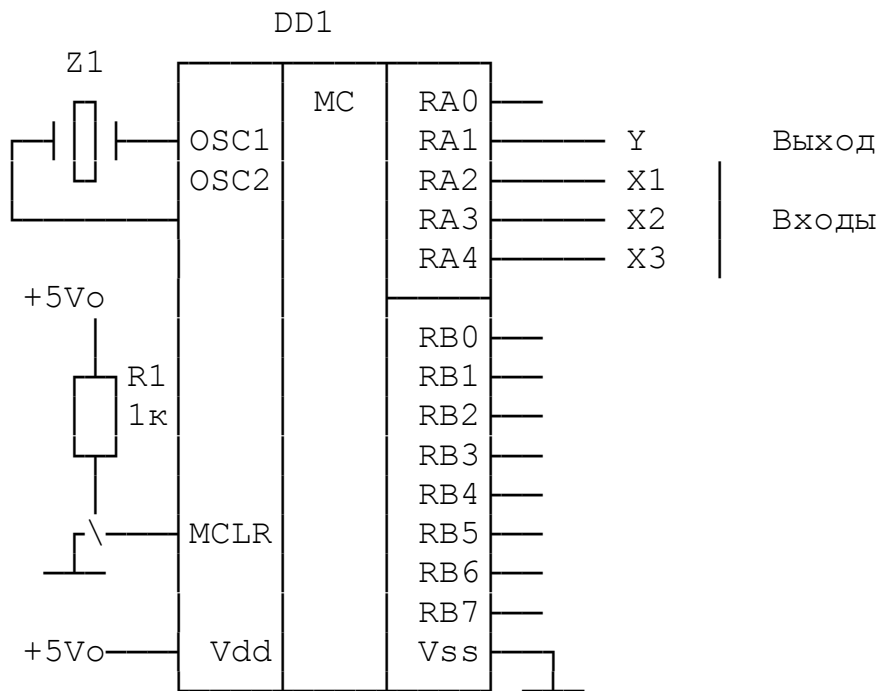 DD1
Z1
MC RA0
OSC1 RA1 Y Выход
OSC2 RA2 X1
RA3 X2 Входы
RA4 X3
+5Vo
RB0
R1 RB1
1к RB2
RB3
RB4
MCLR RB5
RB6
RB7
+5Vo Vdd Vss